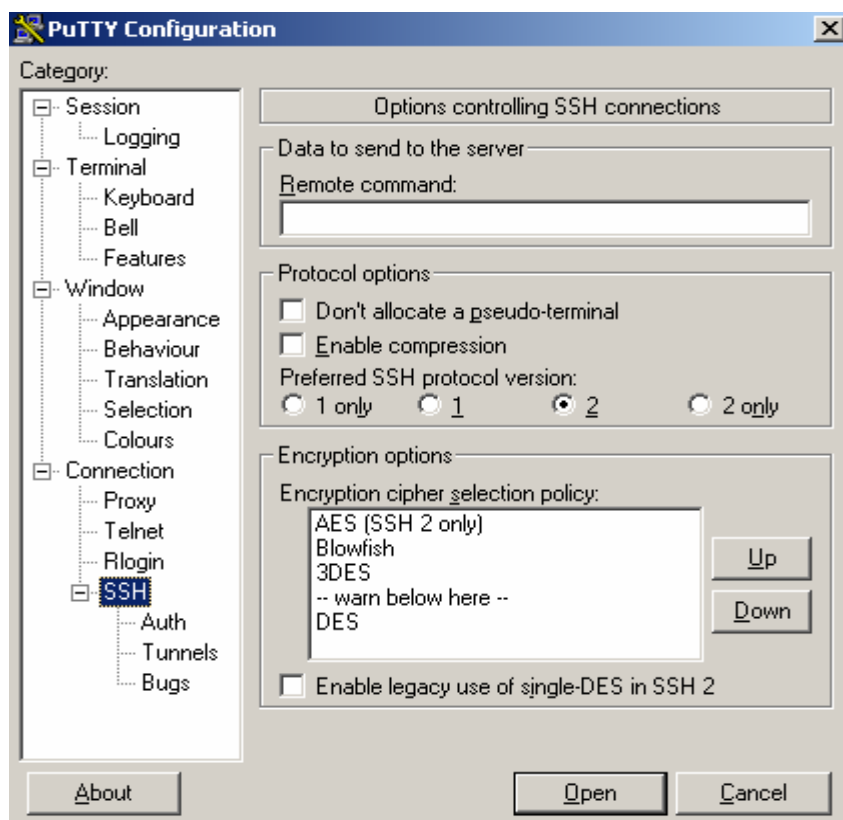 PuTTY Configuration
Category:
Session
Logging
Terminal
Keyboard
Bell
Features
Window
Appearance
Behaviour
Translation
Selection
Colours
Connection
Proxy
Telnet
Rlogin
SSH
Auth
Tunnels
Bugs
Options controlling SSH connections
Data to send to the server
Remote command:
Protocol options
Don't allocate a pseudo-terminal
Enable compression
Preferred SSH protocol version:
1 only 1 2 2 only
Encryption options
Encryption cipher selection policy:
AES (SSH 2 only)
Blowfish
3DES
-- warn below here --
DES
Up
Down
Enable legacy use of single-DES in SSH 2
About Open Cancel